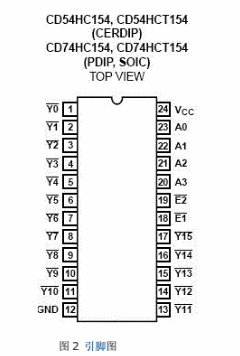 CD54HC154, CD54HCT154
(CERDIP)
CD74HC154, CD74HCT154
(PDIP, SOIC)
TOP VIEW
Y0 1 24 VCC
Y1 2 23 A0
Y2 3 22 A1
Y3 4 21 A2
Y4 5 20 A3
Y5 6 19 E2
Y6 7 18 E1
Y7 8 17 Y15
Y8 9 16 Y14
Y9 10 15 Y13
Y10 11 14 Y12
GND 12 13 Y11
图 2 引脚图